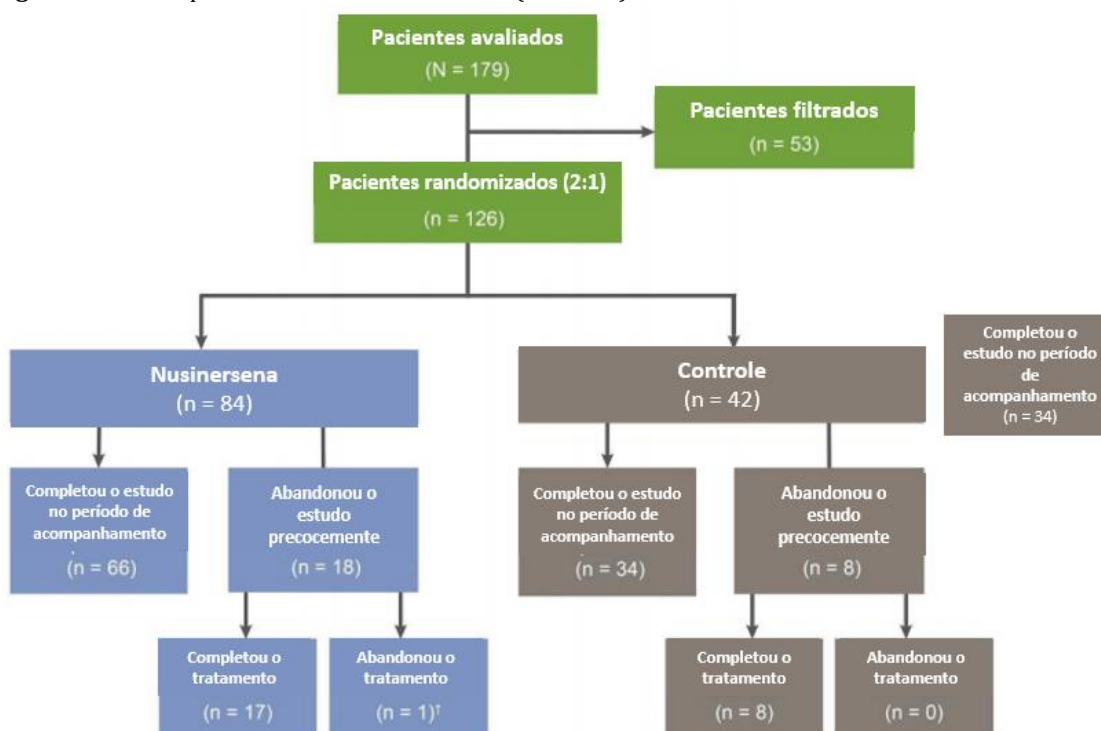 Pacientes avaliados
(N = 179)
Pacientes filtrados
(n = 53)
Pacientes randomizados (2:1)
(n = 126)
Nusinersena
(n = 84)
Controle
(n = 42)
Completou o
estudo no período
de
acompanhamento
(n = 34)
Completou o estudo
no período de
acompanhamento
(n = 66)
Abandonou o
estudo
precocemente
(n = 18)
Completou o estudo
no período de
acompanhamento
(n = 34)
Abandonou o
estudo
precocemente
(n = 8)
Completou o
tratamento
(n = 17)
Abandonou o
tratamento
(n = 1)†
Completou o
tratamento
(n = 8)
Abandonou o
tratamento
(n = 0)